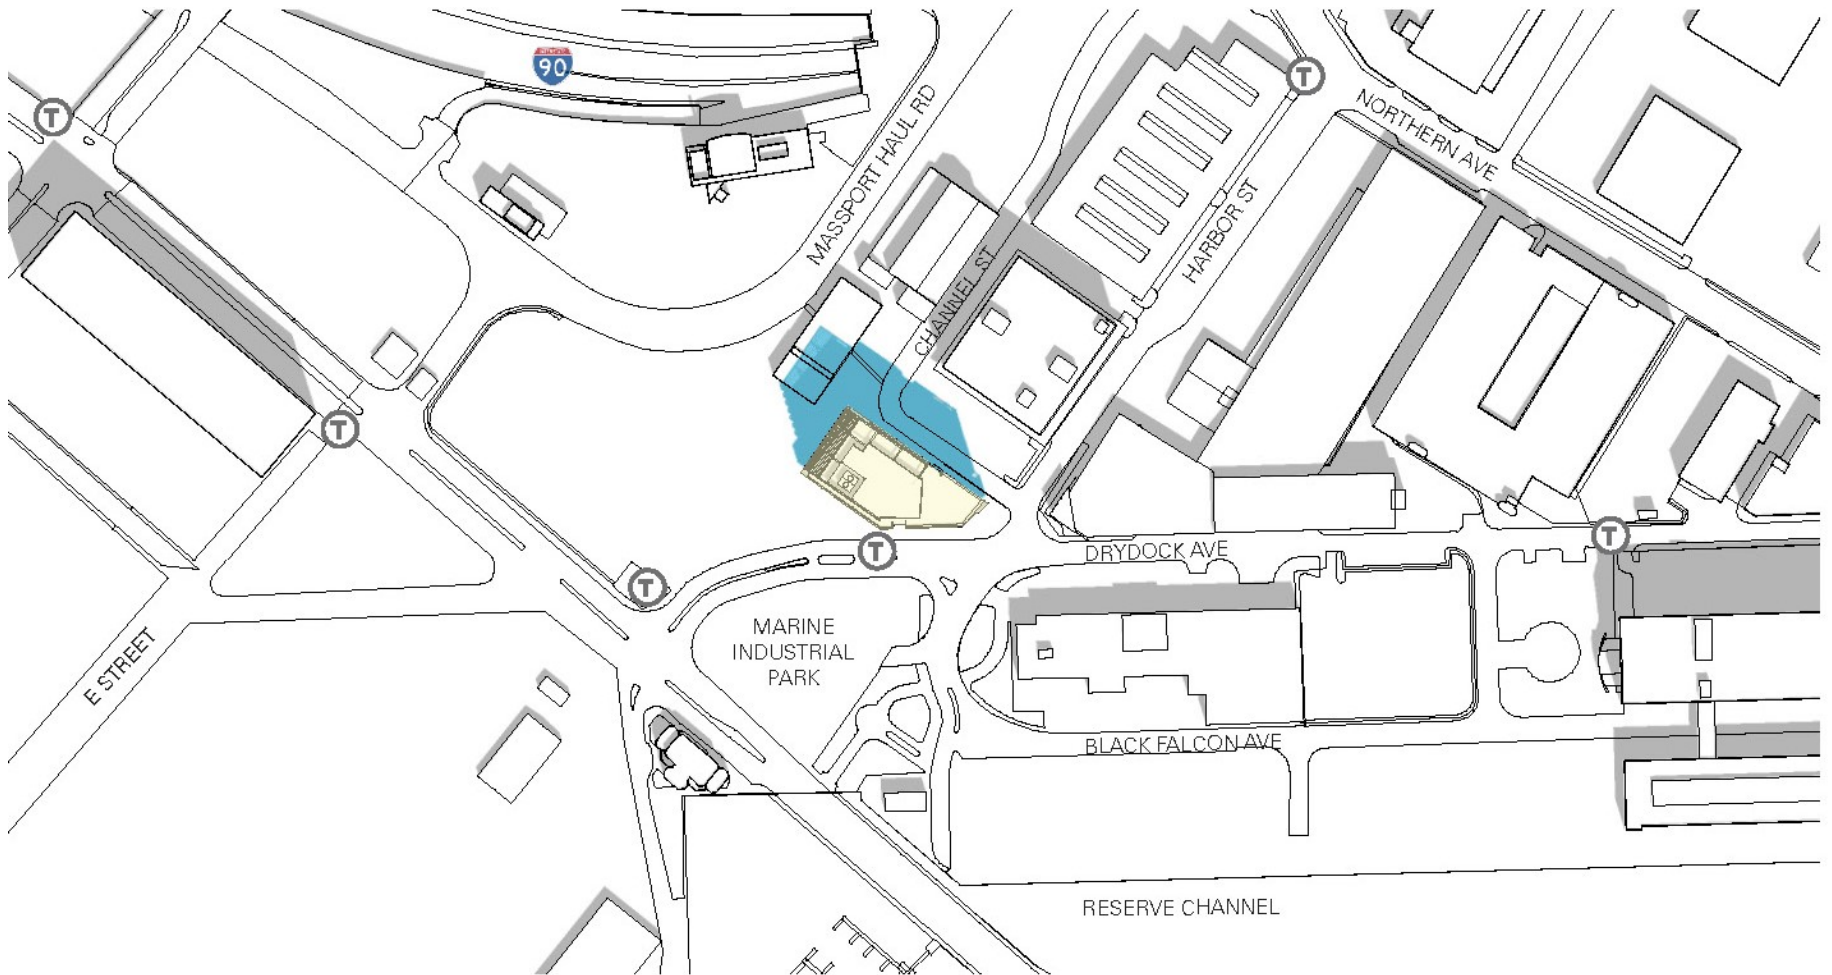 T
90
MASSPORT HAUL RD
T
NORTHERN AVE
HARBOR ST
CHANNEL ST
T
T
T
T
DRYDOCK AVE
MARINE
INDUSTRIAL
PARK
E STREET
BLACK FALCON AVE
RESERVE CHANNEL